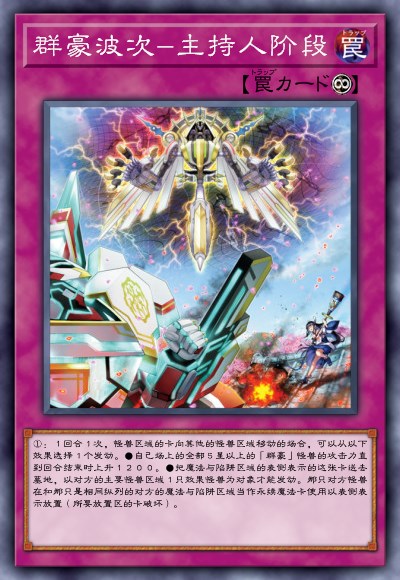 群豪波次-主持人阶段
トラップ
罠
トラップ
【罠カード】
①：1回合1次，怪兽区域的卡向其他的怪兽区域移动的场合，可以从以下
效果选择1个发动。●自己场上的全部5星以上的「群豪」怪兽的攻击力直
到回合结束时上升1200。●把魔法与陷阱区域的表侧表示的这张卡送去
墓地，以对方的主要怪兽区域1只效果怪兽为对象才能发动。那只对方怪兽
在和那只是相同纵列的对方的魔法与陷阱区域当作永续魔法卡使用以表侧表
示放置（所要放置区的卡破坏）。